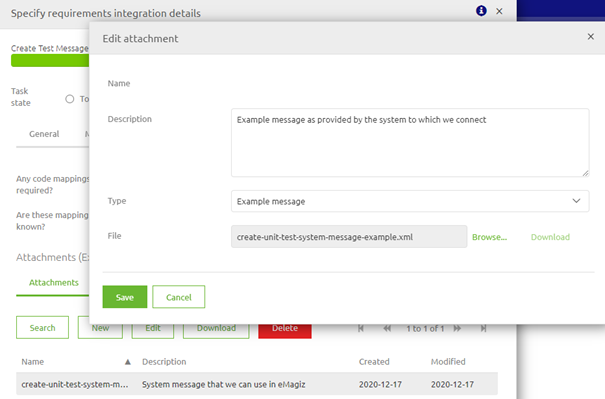 Specify requirements integration details
Edit attachment
Create Test Message
Name
Task
state
To
Description
Example message as provided by the system to which we connect
General
Type
Example message
Any code mappings
required?
Are these mapping
known?
File
create-unit-test-system-message-example.xml
Browse...
Download
Attachments (Ex
Attachments
Save
Cancel
Search
New
Edit
Download
Delete
1 to 1 of 1
Name
Description
Created
Modified
create-unit-test-system-m...
System message that we can use in eMagiz
2020-12-17
2020-12-17